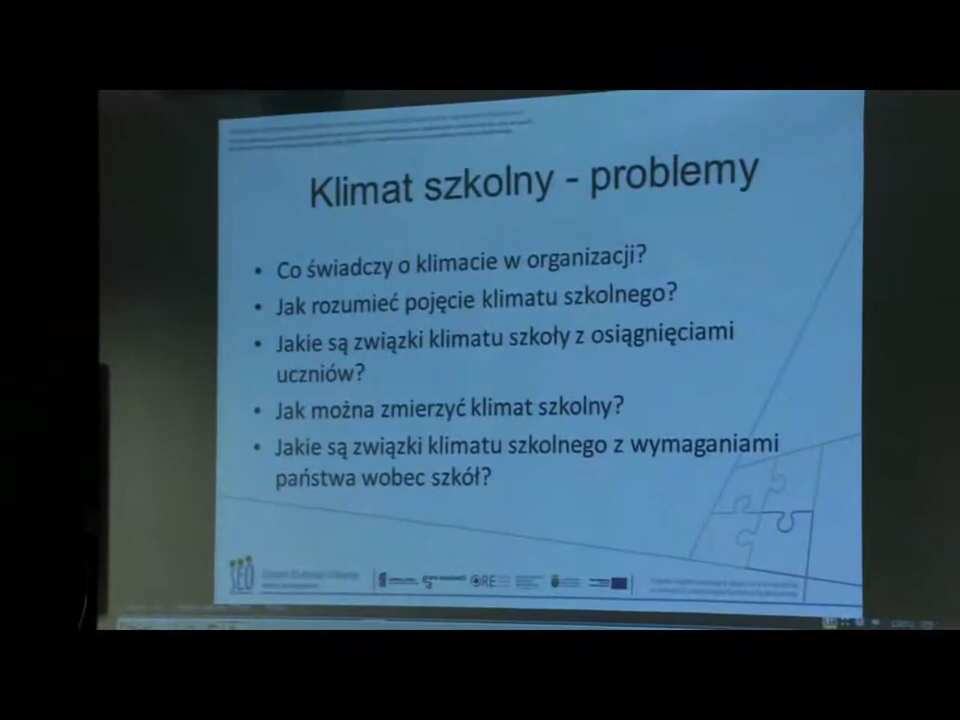 Klimat szkolny - problemy
• Co świadczy o klimacie w organizacji?
• Jak rozumieć pojęcie klimatu szkolnego?
• Jakie są związki klimatu szkoły z osiągnięciami
uczniów?
• Jak można zmierzyć klimat szkolny?
• Jakie są związki klimatu szkolnego z wymaganiami
państwa wobec szkół?
SEO
ORE